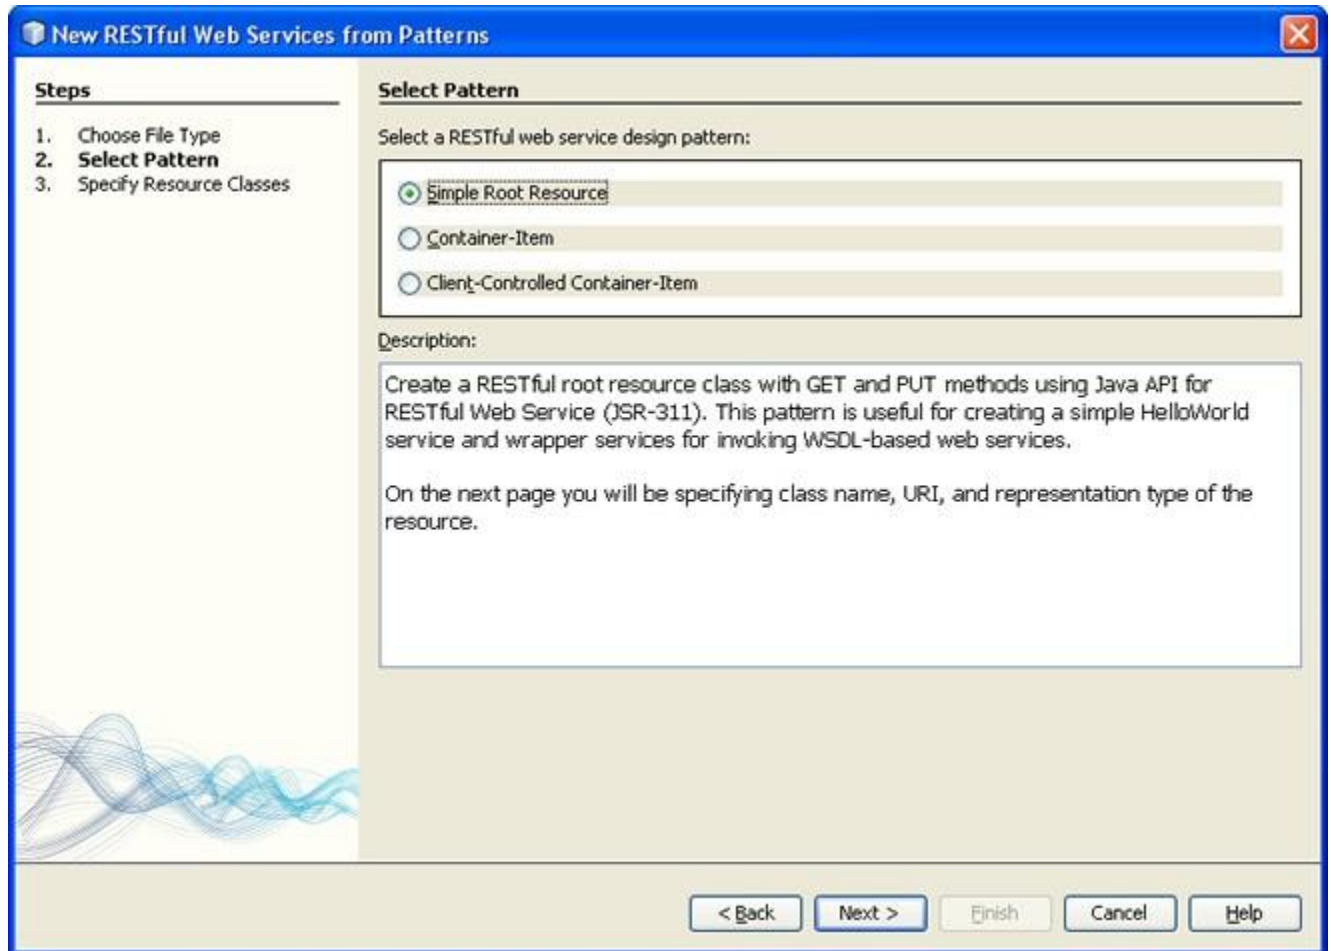 New RESTful Web Services from Patterns
Steps
1. Choose File Type
2. Select Pattern
3. Specify Resource Classes
Select Pattern
Select a RESTful web service design pattern:
Simple Root Resource
Container-Item
Client-Controlled Container-Item
Description:
Create a RESTful root resource class with GET and PUT methods using Java API for
RESTful Web Service (JSR-311). This pattern is useful for creating a simple HelloWorld
service and wrapper services for invoking WSDL-based web services.
On the next page you will be specifying class name, URI, and representation type of the
resource.
< Back Next > Finish Cancel Help